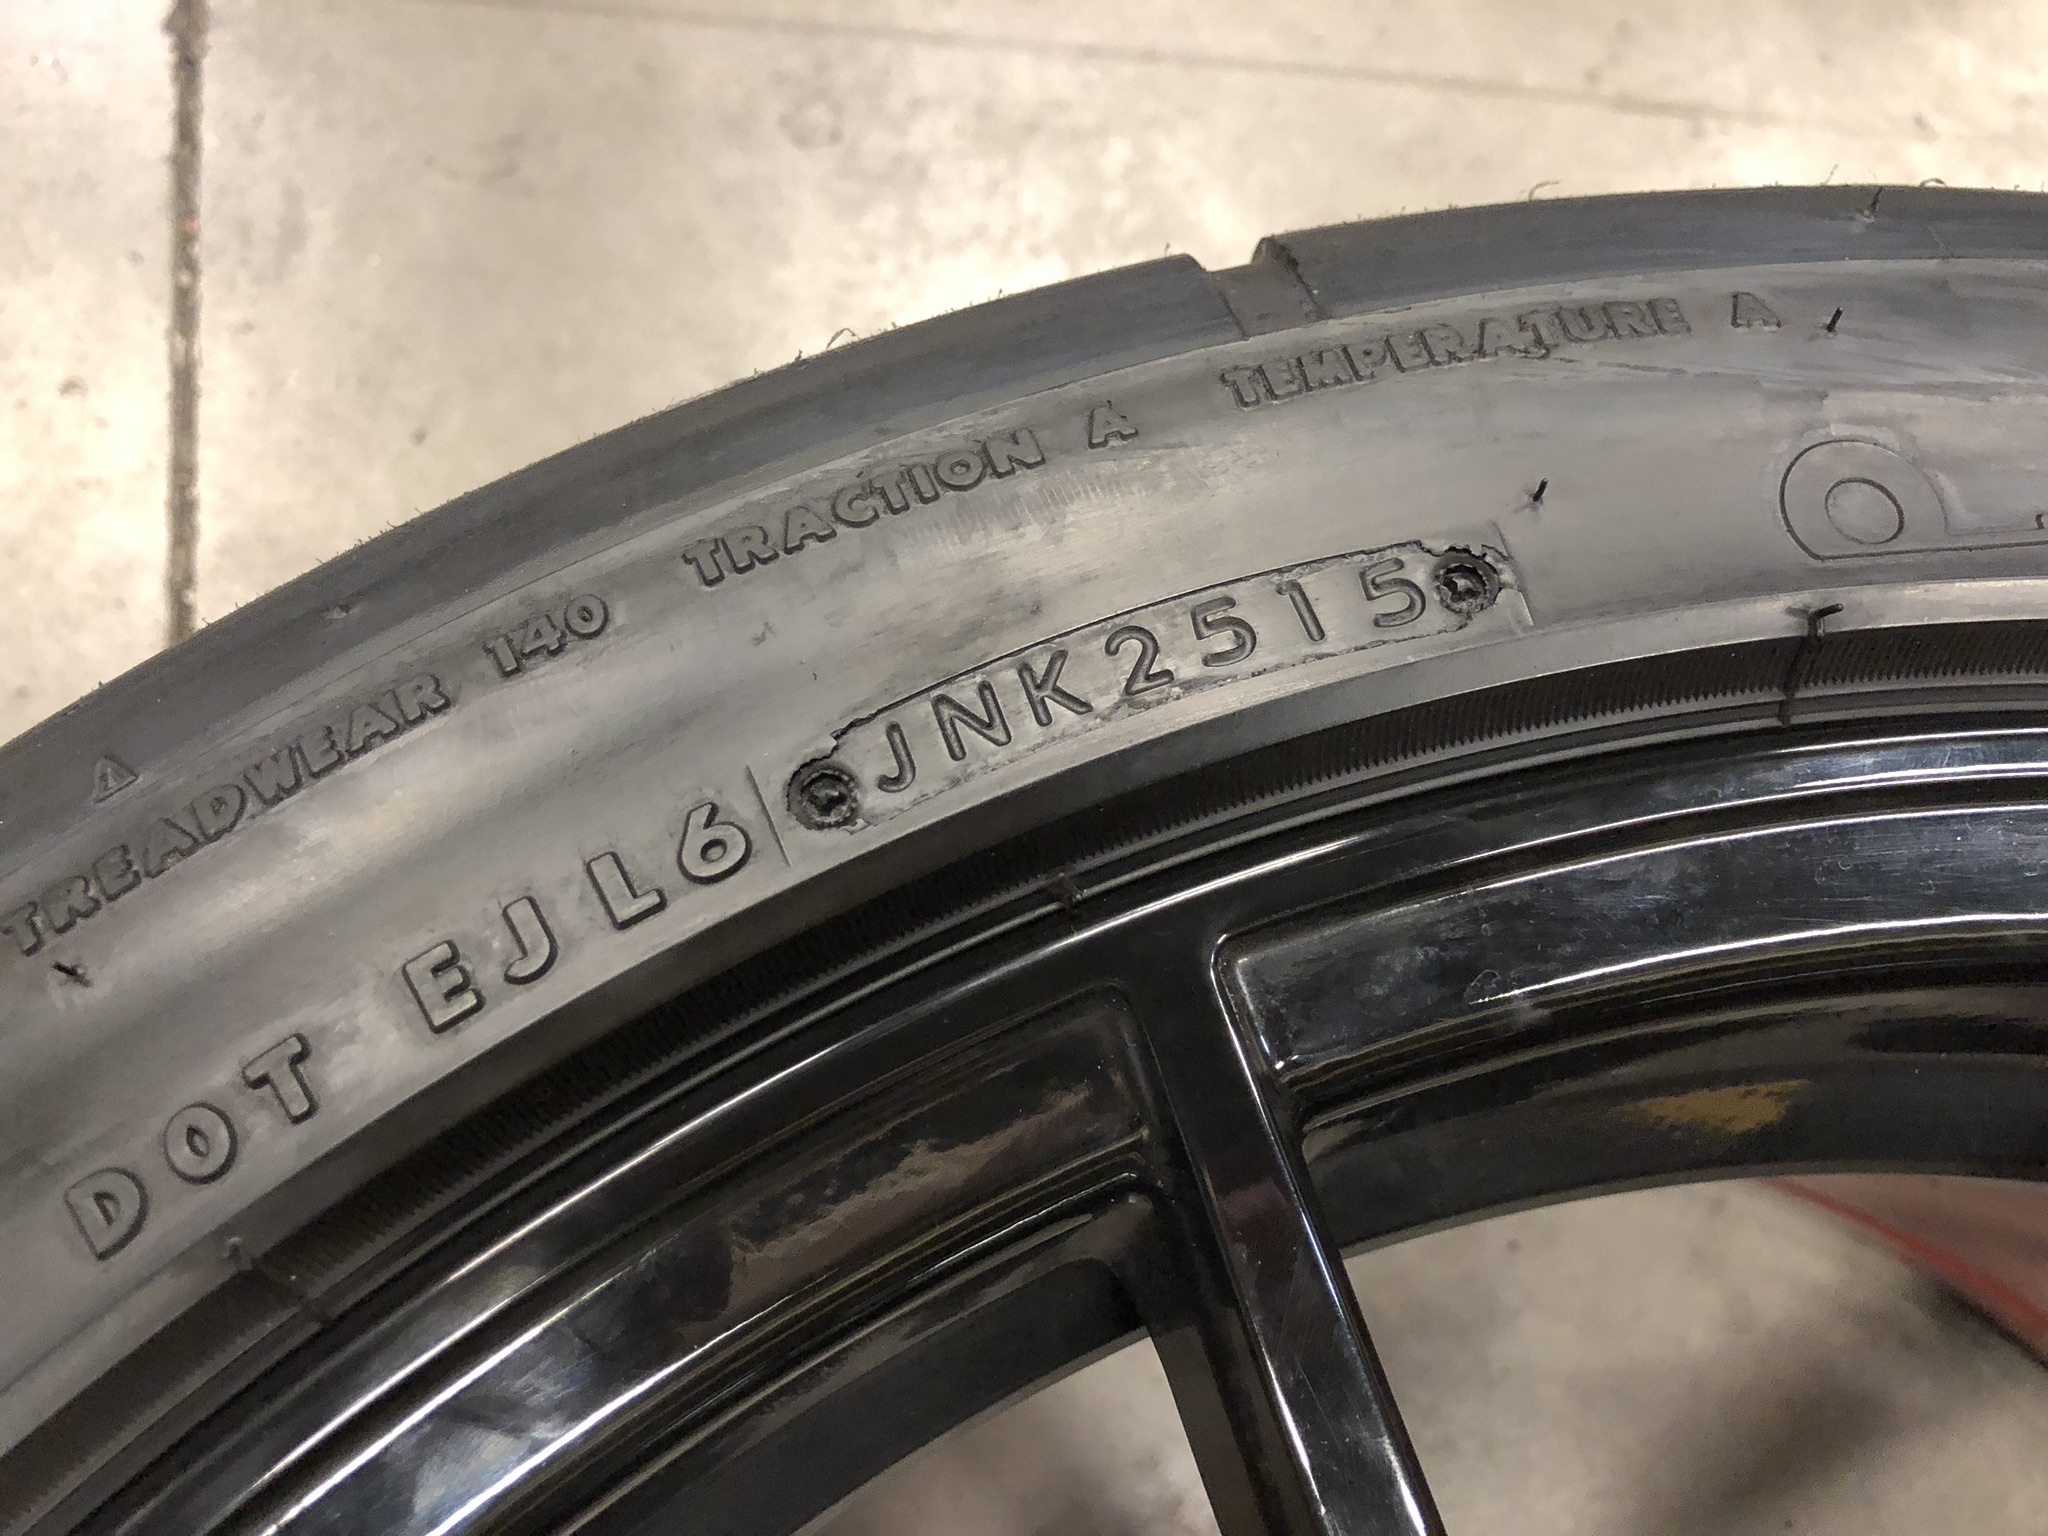 TREADWEAR 140 TRACTION A TEMPERATURE A
DOT EJL6 JNK2515